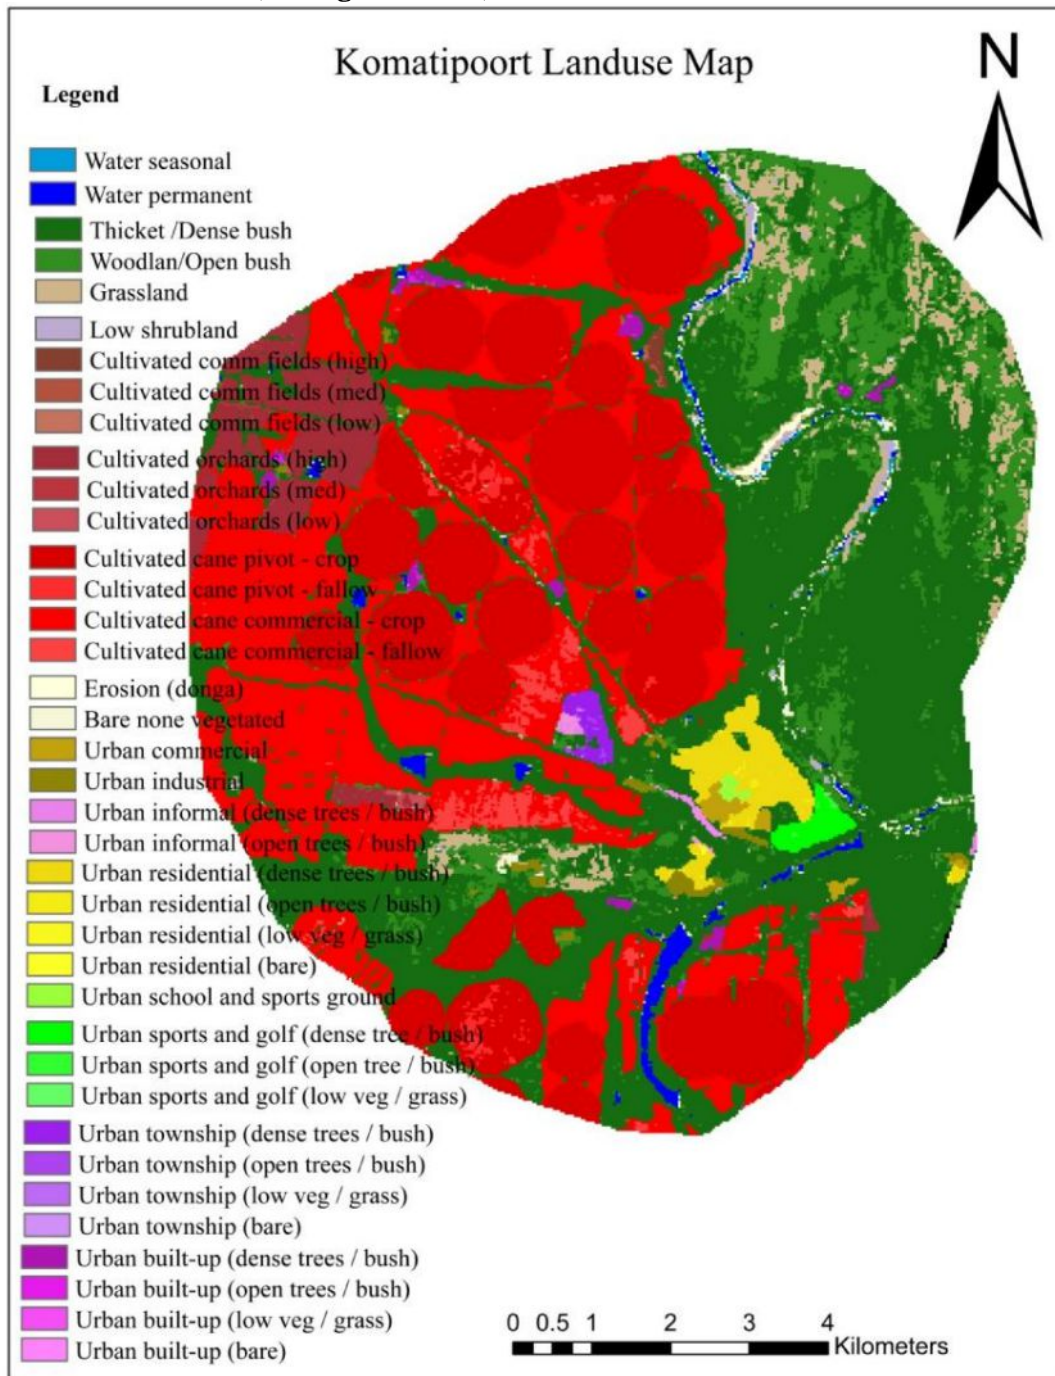 Komatipoort Landuse Map
N
Legend
Water seasonal
Water permanent
Thicket /Dense bush
Woodlan/Open bush
Grassland
Low shrubland
Cultivated comm fields (high)
Cultivated comm fields (med
Cultivated comm fields (low)
Cultivated orchards (high)
Cultivated orchards (med)
Cultivated orchards (low)
Cultivated cane pivot - crop
Cultivated cane pivot - fallow
Cultivated cane commercial - crop
Cultivated cane commercial - fallow
Erosion (donga)
Bare none vegetated
Urban commercial
Urban industrial
Urban informal (dense trees / bush)
Urban informal (open trees / bush)
Urban residential (dense trees / bush)
Urban residential (open trees / bush)
Urban residential (low veg / grass)
Urban residential (bare)
Urban school and sports ground
Urban sports and golf (dense tree / bush)
Urban sports and golf (open tree / bush)
Urban sports and golf (low veg / grass)
Urban township (dense trees / bush)
Urban township (open trees / bush)
Urban township (low veg / grass)
Urban township (bare)
Urban built-up (dense trees / bush)
Urban built-up (open trees / bush)
Urban built-up (low veg / grass)
Urban built-up (bare)
0 0.5 1 2 3 4
Kilometers